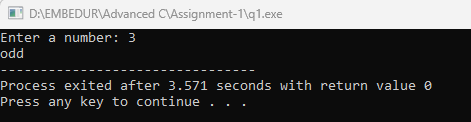 D:\EMBEDUR\Advanced C\Assignment-1\q1.exe
Enter a number: 3
odd
--------------------------------
Process exited after 3.571 seconds with return value 0
Press any key to continue . . .